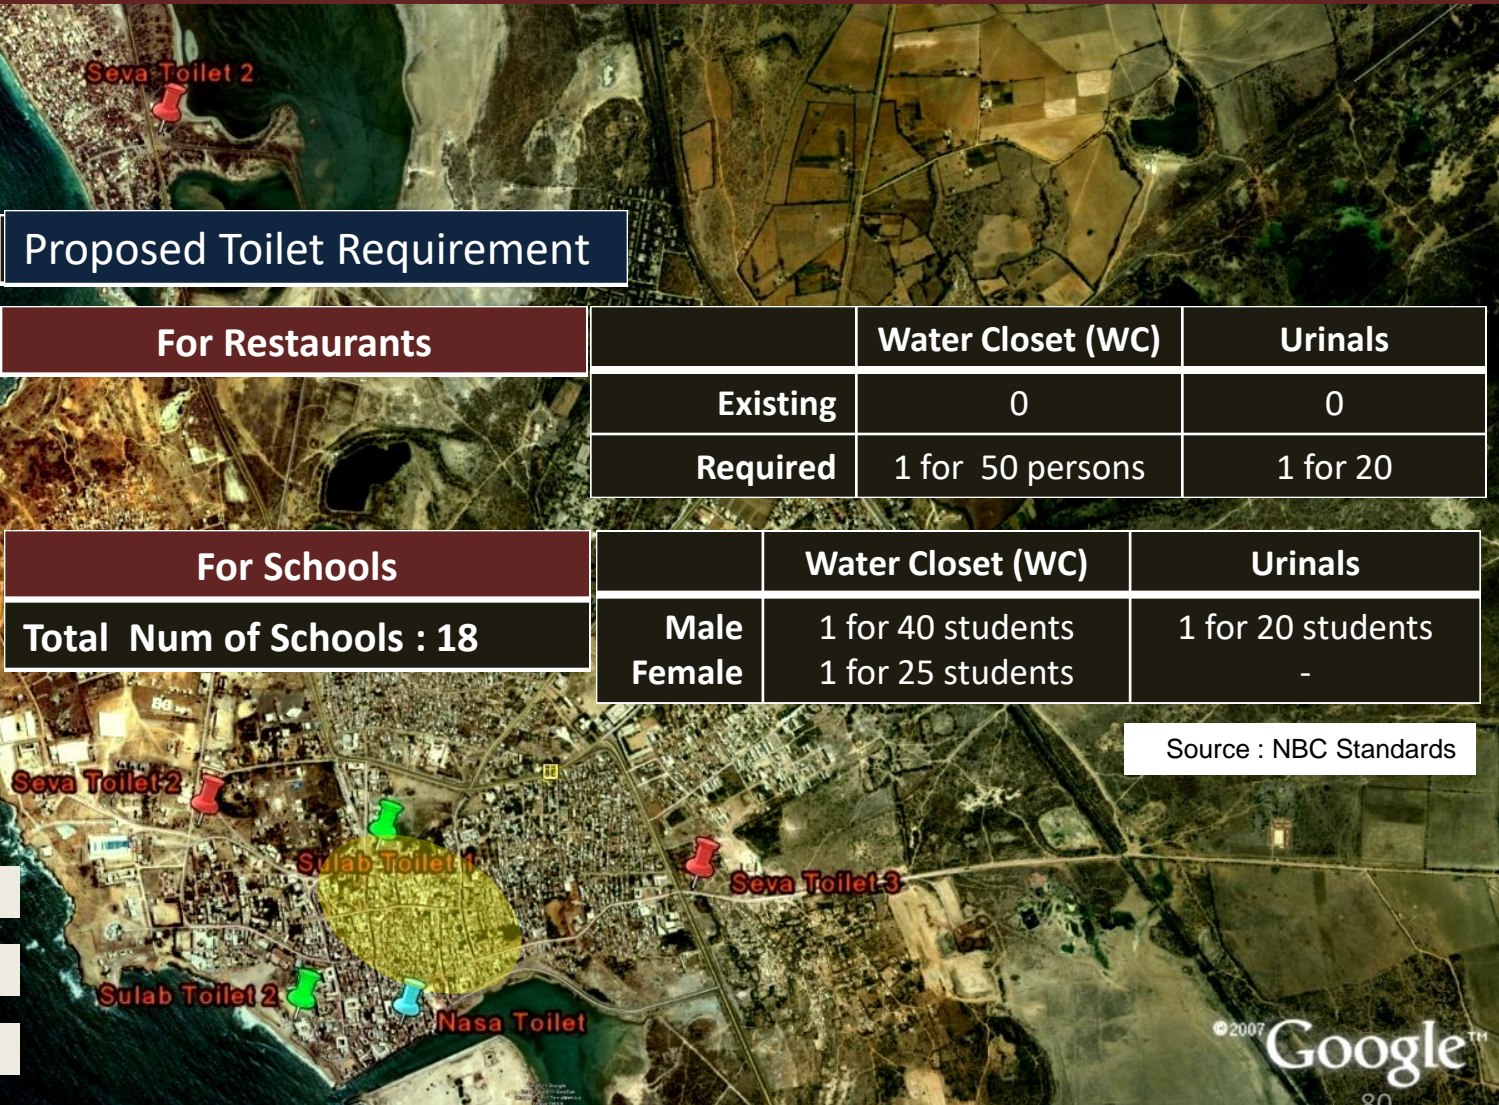 Seva Toilet 2
Proposed Toilet Requirement
For Restaurants
Water Closet (WC) Urinals
Existing 0 0
Required 1 for 50 persons 1 for 20
For Schools
Total Num of Schools : 18
Water Closet (WC) Urinals
Male 1 for 40 students 1 for 20 students
Female 1 for 25 students -
Source : NBC Standards
Seva Toilet 2
Sulab Toilet 1
Seva Toilet 3
Sulab Toilet 2
Nasa Toilet
©2007 Google™
80